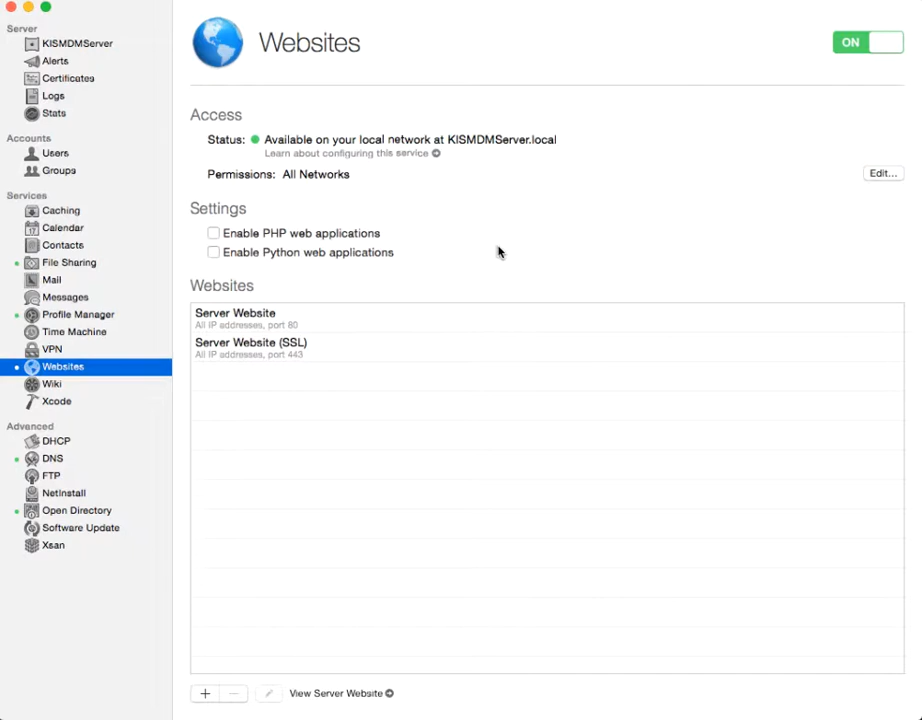 Server
KISMDMServer
Alerts
Certificates
Logs
Stats
Accounts
Users
Groups
Services
Caching
17
Calendar
Contacts
File Sharing
Mail
Messages
Profile Manager
Time Machine
VPN
Websites
Wiki
Xcode
Advanced
DHCP
DNS
FTP
NetInstall
Open Directory
Software Update
Xsan
Websites
ON
Access
Status: Available on your local network at KISMDMServer.local
Learn about configuring this service
Permissions: All Networks
Edit...
Settings
Enable PHP web applications
Enable Python web applications
Websites
Server Website
All IP addresses, port 80
Server Website (SSL)
All IP addresses, port 443
View Server Website